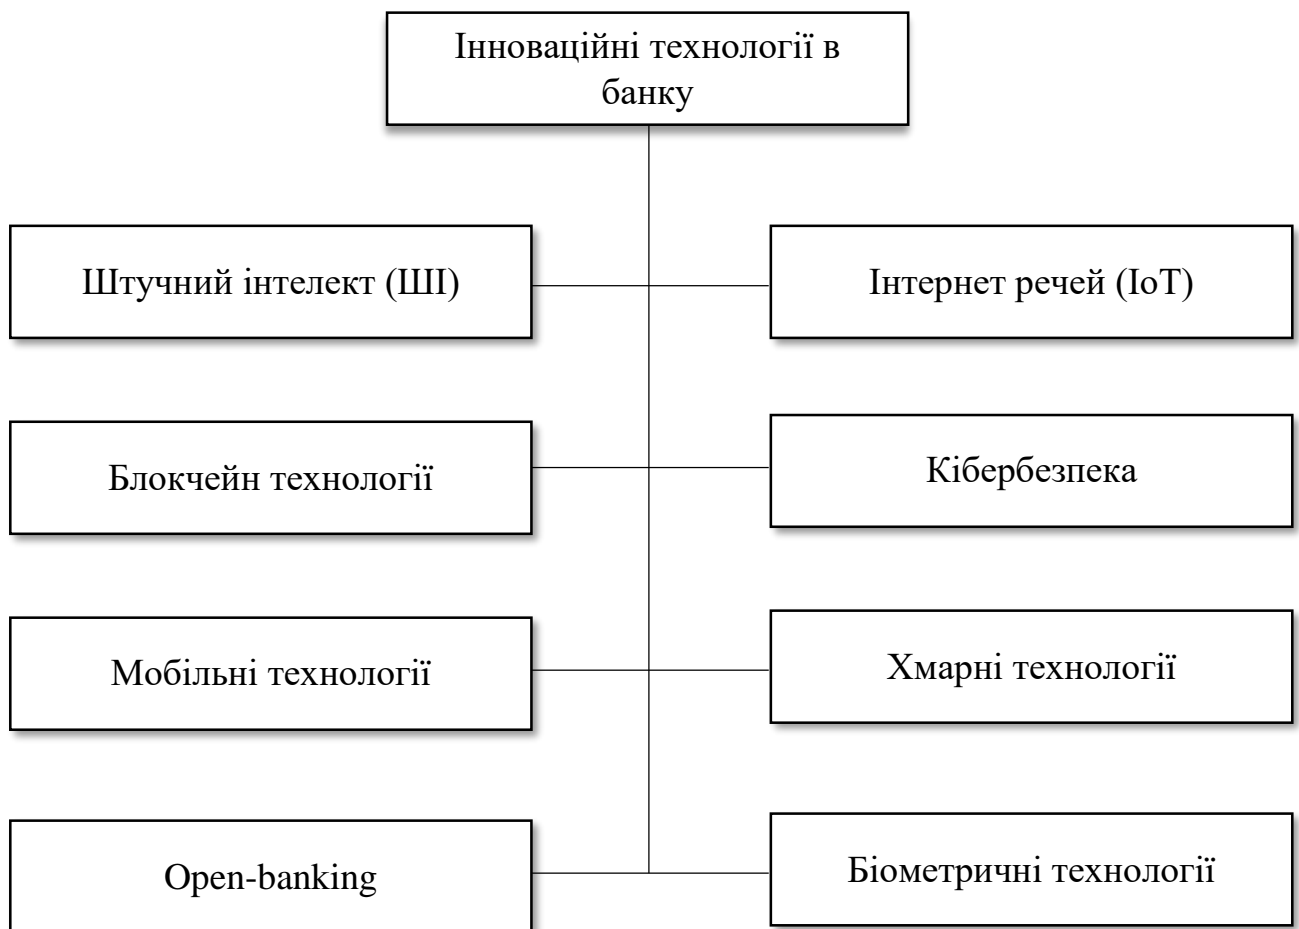 Інноваційні технології в
банку
Штучний інтелект (ШІ)
Інтернет речей (IoT)
Блокчейн технології
Кібербезпека
Мобільні технології
Хмарні технології
Open-banking
Біометричні технології